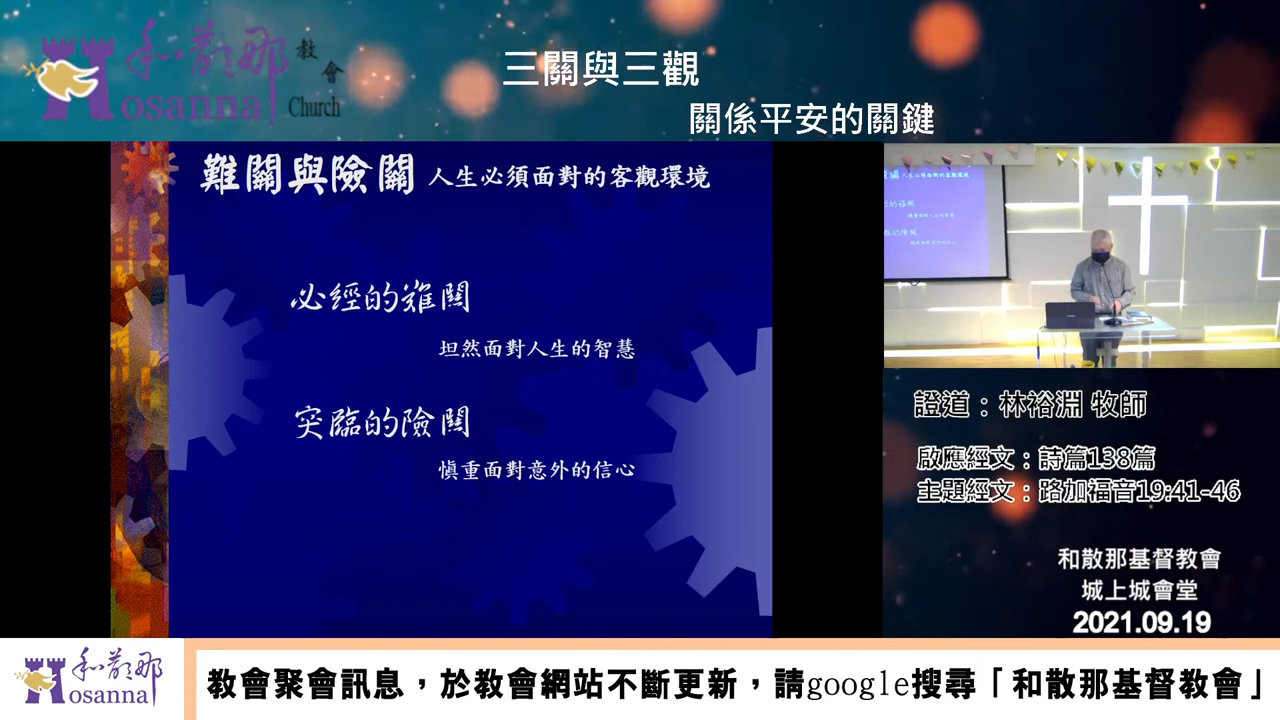 和散那教會
Hosanna Church
三關與三觀
關係平安的關鍵
難關與險關 人生必須面對的客觀環境
必經的難關
坦然面對人生的智慧
突臨的險關
慎重面對意外的信心
證道：林裕淵 牧師
啟應經文：詩篇138篇
主題經文：路加福音19:41-46
和散那基督教會
城上城會堂
2021.09.19
和散那
Hosanna
教會聚會訊息，於教會網站不斷更新，請google搜尋「和散那基督教會」